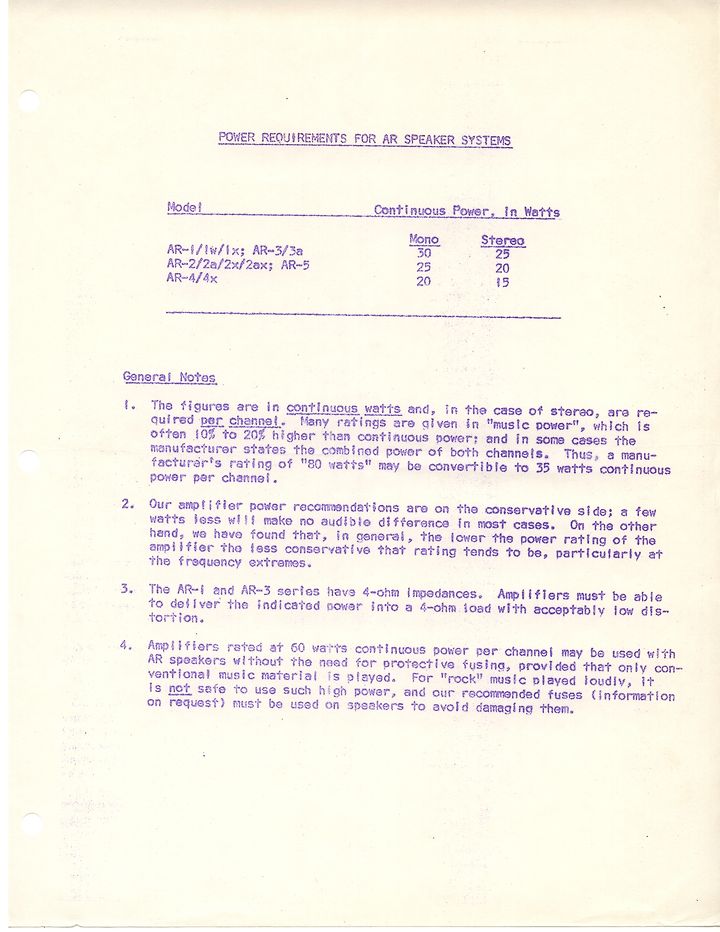 POWER REQUIREMENTS FOR AR SPEAKER SYSTEMS
Model Continuous Power, in Watts
Mono Stereo
AR-1/1w/1x; AR-3/3a 30 25
AR-2/2a/2x/2ax; AR-5 25 20
AR-4/4x 20 15
General Notes
1. The figures are in continuous watts and, in the case of stereo, are re-
quired per channel. Many ratings are given in "music power", which is
often 10% to 20% higher than continuous power; and in some cases the
manufacturer states the combined power of both channels. Thus, a manu-
facturer's rating of "80 watts" may be convertible to 35 watts continuous
power per channel.
2. Our amplifier power recommendations are on the conservative side; a few
watts less will make no audible difference in most cases. On the other
hand, we have found that, in general, the lower the power rating of the
amplifier the less conservative that rating tends to be, particularly at
the frequency extremes.
3. The AR-1 and AR-3 series have 4-ohm impedances. Amplifiers must be able
to deliver the indicated power into a 4-ohm load with acceptably low dis-
tortion.
4. Amplifiers rated at 60 watts continuous power per channel may be used with
AR speakers without the need for protective fusing, provided that only con-
ventional music material is played. For "rock" music played loudly, it
is not safe to use such high power, and our recommended fuses (information
on request) must be used on speakers to avoid damaging them.